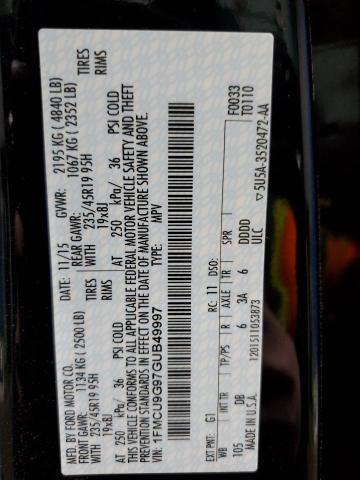 MFD. BY FORD MOTOR CO.
DATE: 11/15 GVWR: 2195 KG ( 4840 LB)
FRONT GAWR: 1134 KG ( 2500 LB) REAR GAWR: 1067 KG ( 2352 LB)
WITH 235/45R19 95H TIRES WITH 235/45R19 95H TIRES
19x8J RIMS 19x8J RIMS
AT 250 kPa/ 36 PSI COLD AT 250 kPa/ 36 PSI COLD
THIS VEHICLE CONFORMS TO ALL APPLICABLE FEDERAL MOTOR VEHICLE SAFETY AND THEFT
PREVENTION STANDARDS IN EFFECT ON THE DATE OF MANUFACTURE SHOWN ABOVE.
VIN: 1FMCU9G97GUB49997
TYPE: MPV
F0033
T0110
EXT PNT: G1 RC: 11 DSO:
WB INT TR TP/PS R AXLE TR SPR
105 DB 6 3A 6 DDDD
ULC
MADE IN U.S.A. 1201511053873 ▽5U5A-3520472-AA